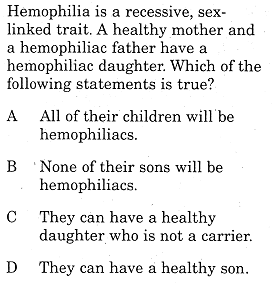 Hemophilia is a recessive, sex-
linked trait. A healthy mother and
a hemophiliac father have a
hemophiliac daughter. Which of the
following statements is true?
A All of their children will be
hemophiliacs.
B None of their sons will be
hemophiliacs.
C They can have a healthy
daughter who is not a carrier.
D They can have a healthy son.